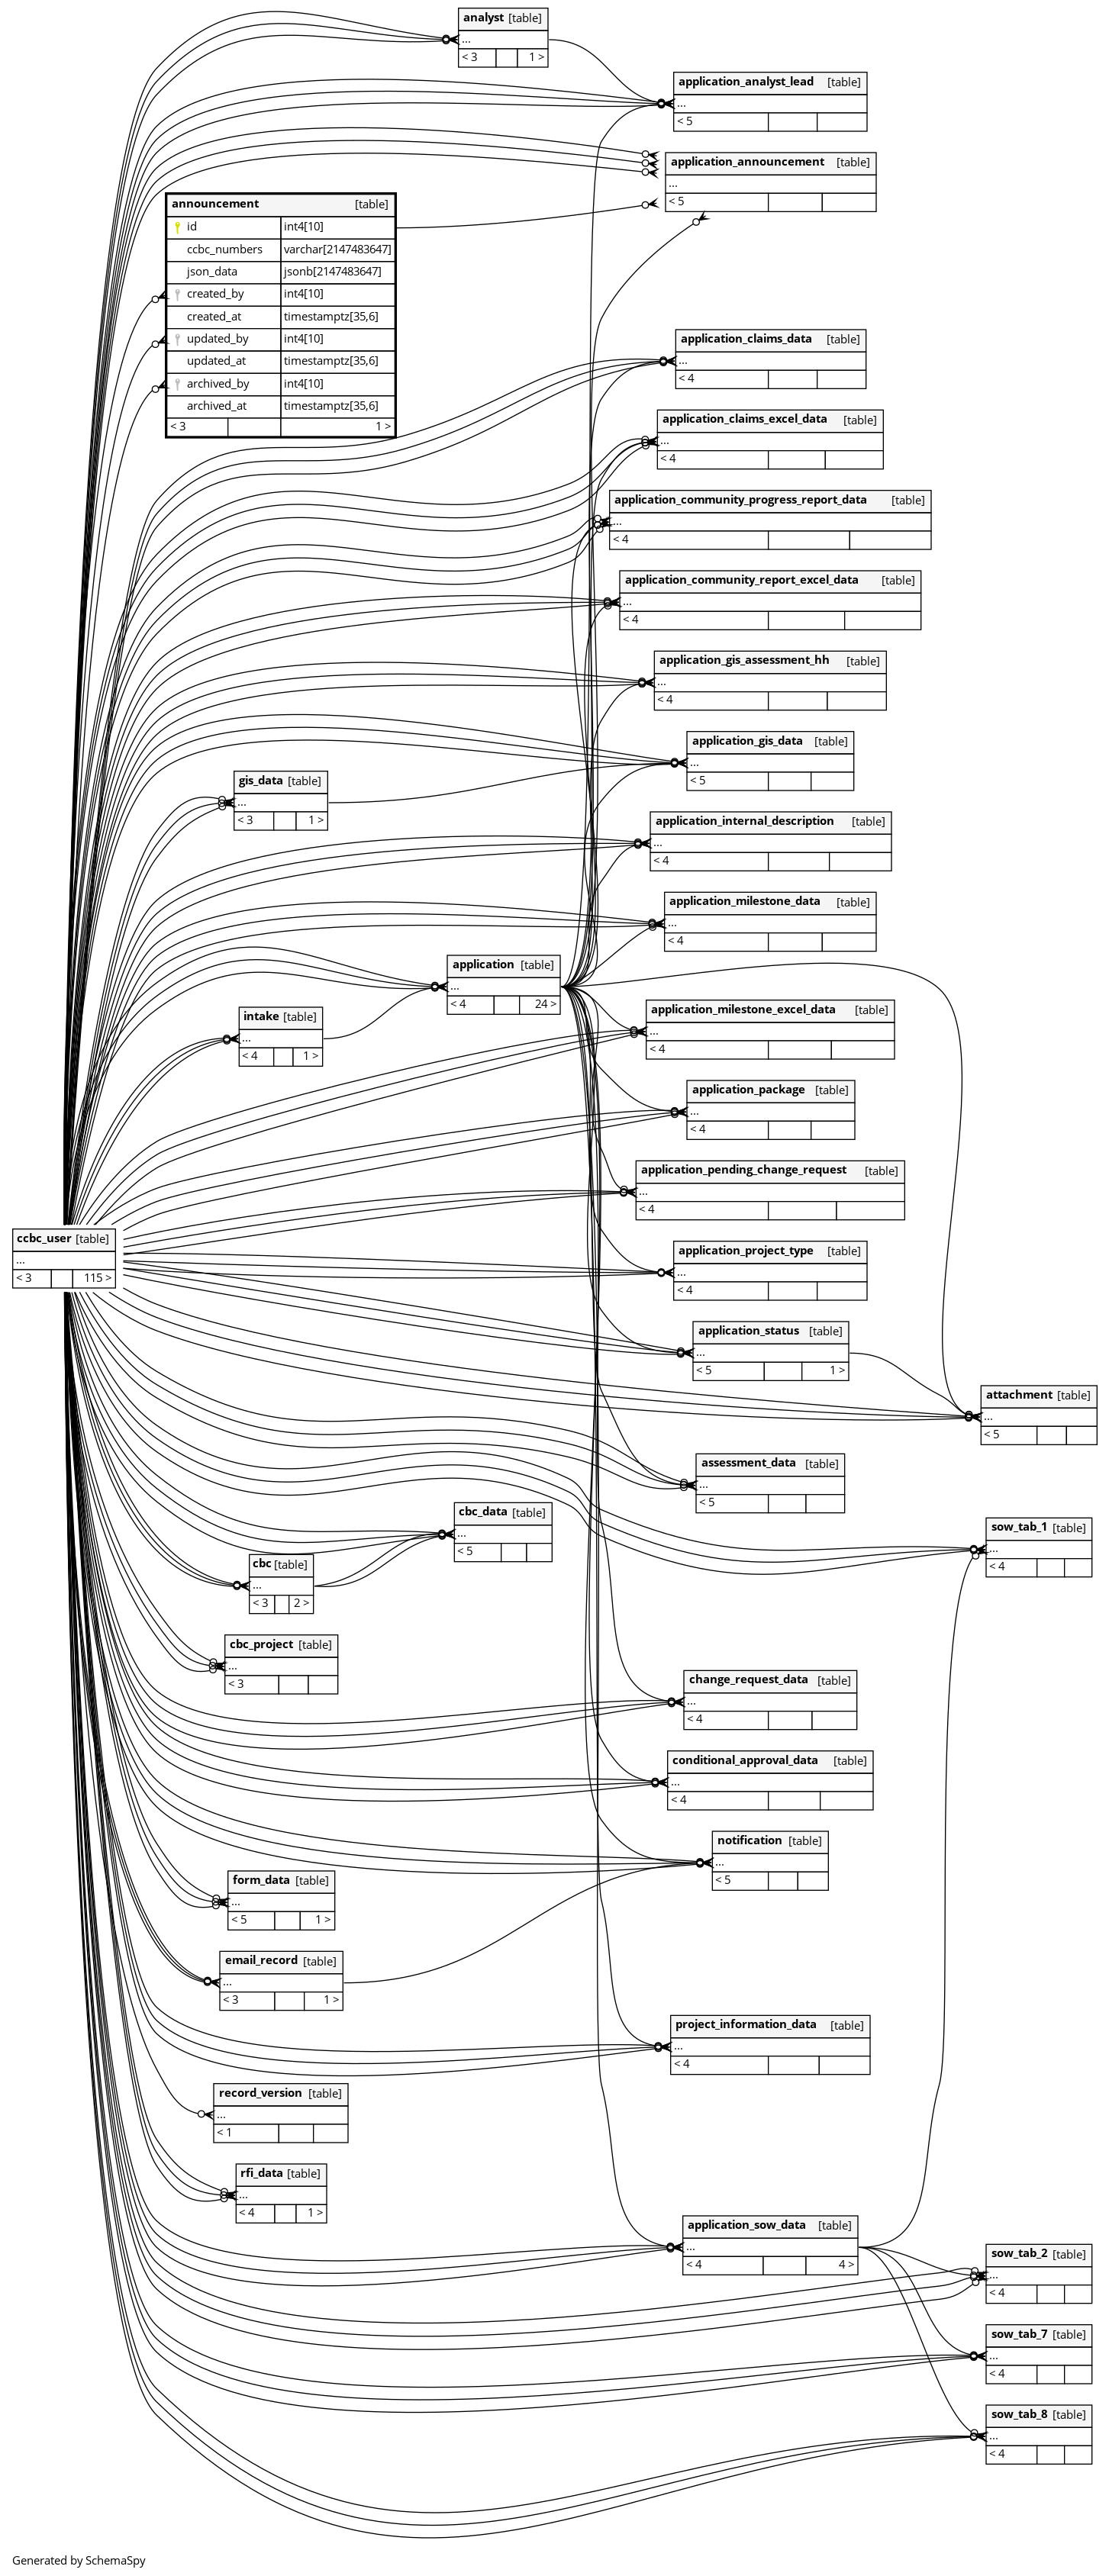 analyst [table]
...
< 3 1 >
application_analyst_lead [table]
...
< 5
application_announcement [table]
...
< 5
announcement [table]
id int4[10]
ccbc_numbers varchar[2147483647]
json_data jsonb[2147483647]
created_by int4[10]
created_at timestamptz[35,6]
updated_by int4[10]
updated_at timestamptz[35,6]
archived_by int4[10]
archived_at timestamptz[35,6]
< 3 1 >
application_claims_data [table]
...
< 4
application_claims_excel_data [table]
...
< 4
application_community_progress_report_data [table]
...
< 4
application_community_report_excel_data [table]
...
< 4
application_gis_assessment_hh [table]
...
< 4
application_gis_data [table]
...
< 5
gis_data [table]
...
< 3 1 >
application_internal_description [table]
...
< 4
application_milestone_data [table]
...
< 4
application [table]
...
< 4 24 >
intake [table]
...
< 4 1 >
application_milestone_excel_data [table]
...
< 4
application_package [table]
...
< 4
application_pending_change_request [table]
...
< 4
ccbc_user [table]
...
< 3 115 >
application_project_type [table]
...
< 4
application_status [table]
...
< 5 1 >
attachment [table]
...
< 5
assessment_data [table]
...
< 5
cbc_data [table]
...
< 5
sow_tab_1 [table]
...
< 4
cbc [table]
...
< 3 2 >
cbc_project [table]
...
< 3
change_request_data [table]
...
< 4
conditional_approval_data [table]
...
< 4
notification [table]
...
< 5
form_data [table]
...
< 5 1 >
email_record [table]
...
< 3 1 >
project_information_data [table]
...
< 4
record_version [table]
...
< 1
rfi_data [table]
...
< 4 1 >
application_sow_data [table]
...
< 4 4 >
sow_tab_2 [table]
...
< 4
sow_tab_7 [table]
...
< 4
sow_tab_8 [table]
...
< 4
Generated by SchemaSpy